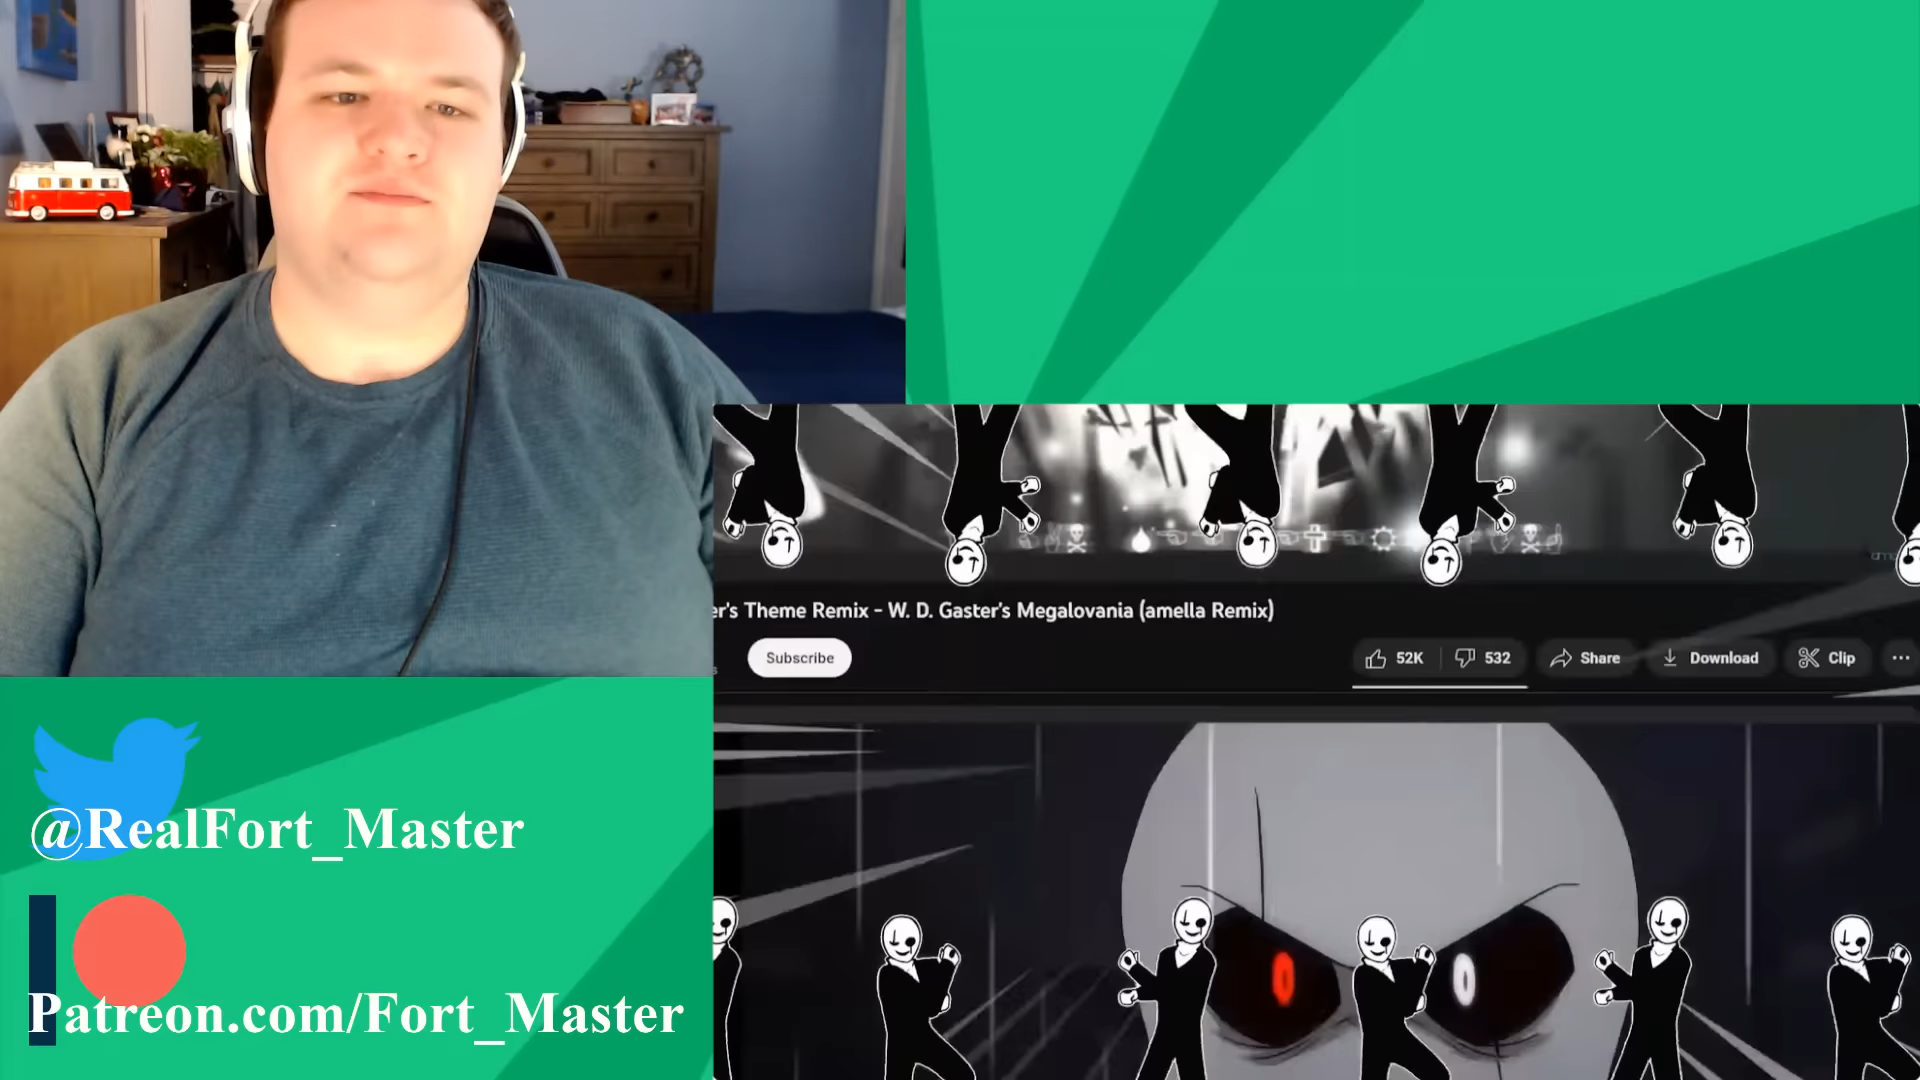 er's Theme Remix - W. D. Gaster's Megalovania (amella Remix)
Subscribe
52K
532
Share
Download
Clip
@RealFort_Master
Patreon.com/Fort_Master